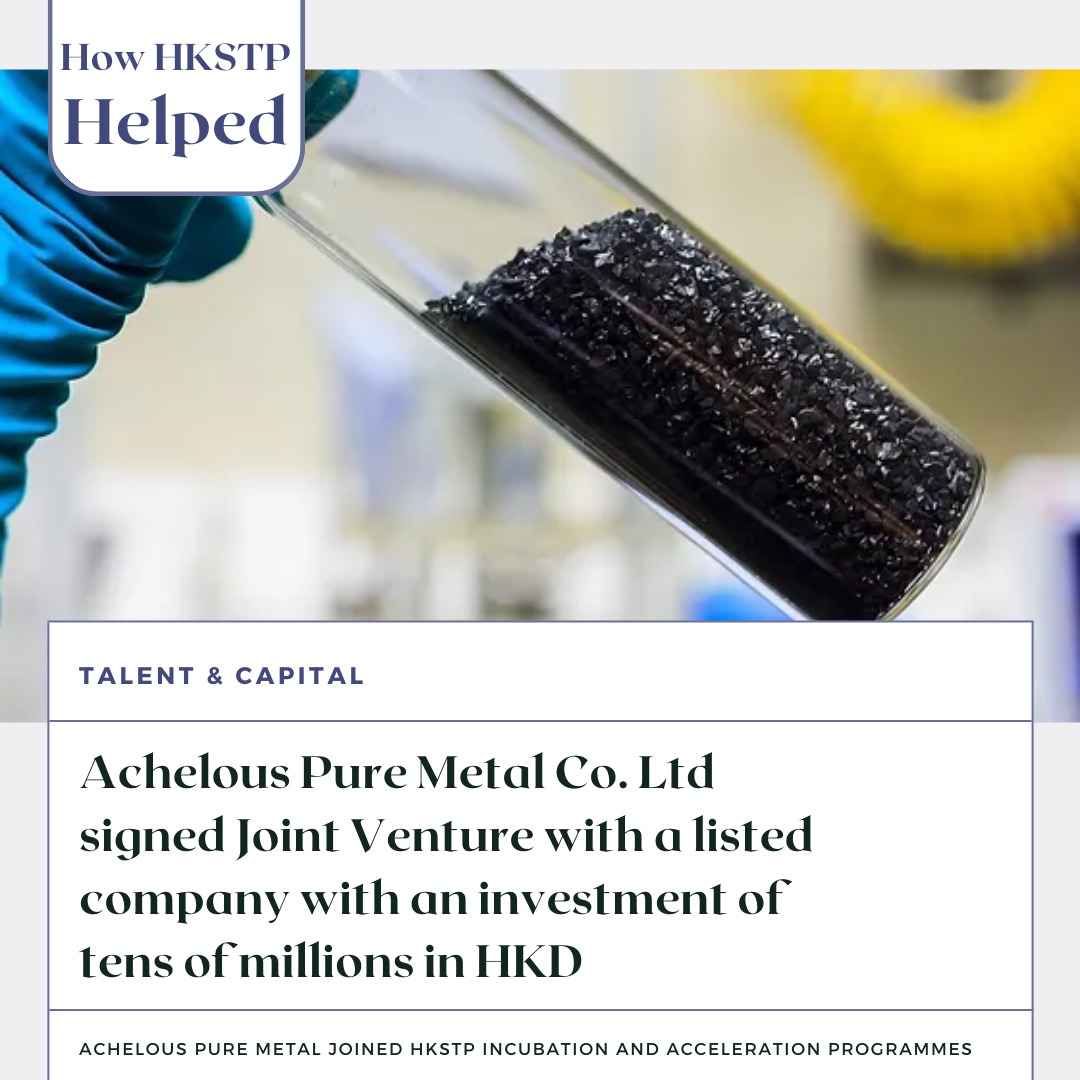 How HKSTP
Helped
TALENT & CAPITAL
Achelous Pure Metal Co. Ltd
signed Joint Venture with a listed
company with an investment of
tens of millions in HKD
ACHELOUS PURE METAL JOINED HKSTP INCUBATION AND ACCELERATION PROGRAMMES